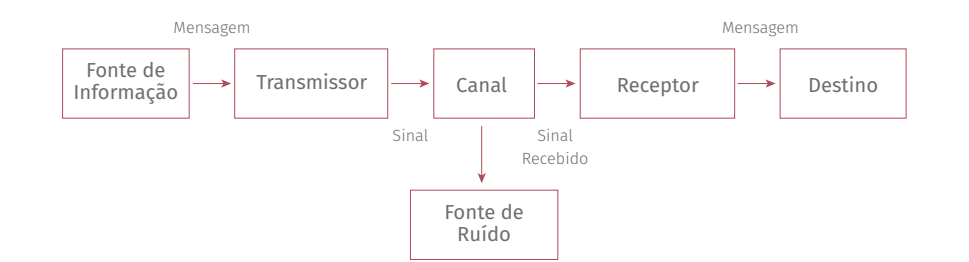 Mensagem
Mensagem
Fonte de
Informação
Transmissor
Canal
Receptor
Destino
Sinal
Sinal
Recebido
Fonte de
Ruído